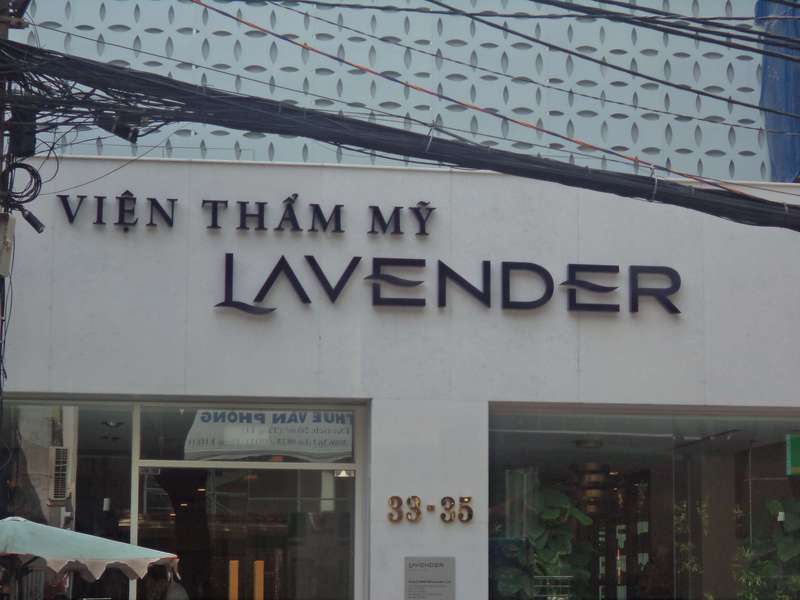 VIỆN THẨM MỸ
LAVENDER
THUÊ VĂN PHÒNG
33-35
LAVENDER